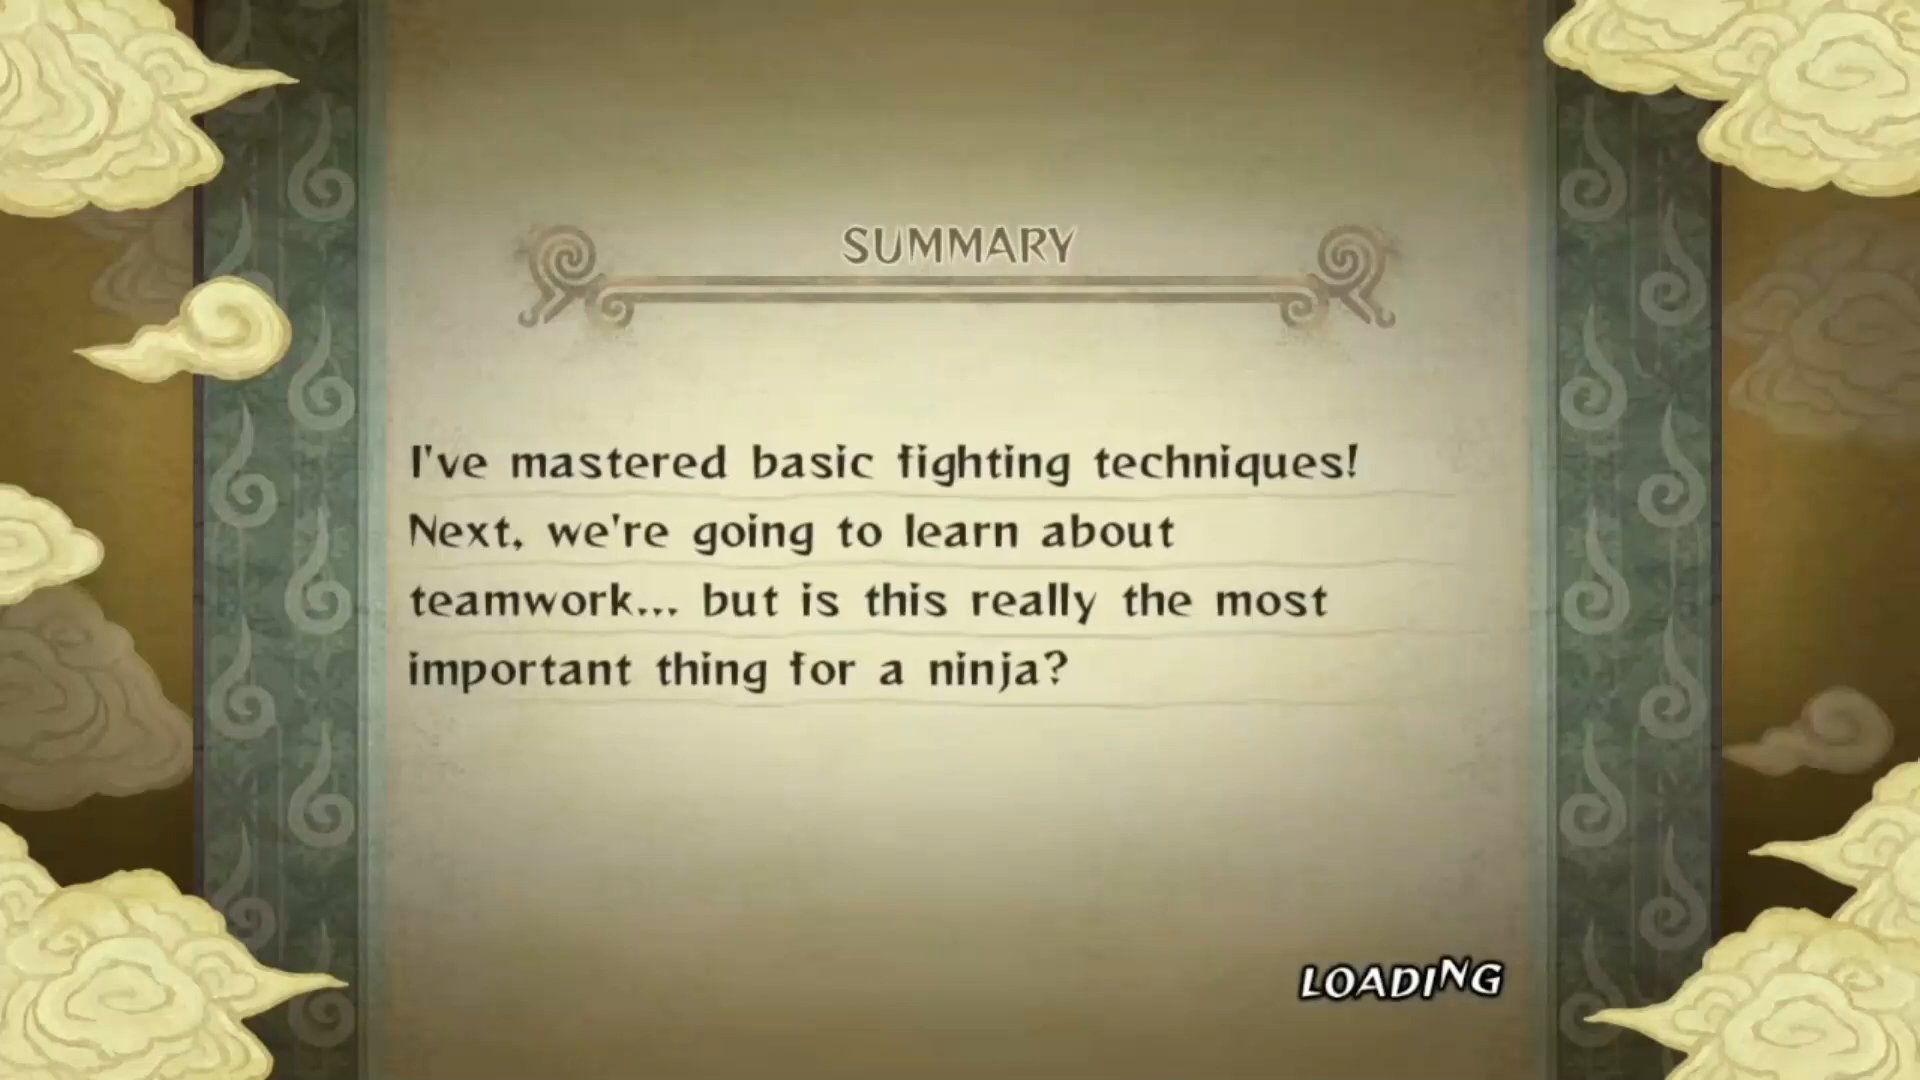 SUMMARY
I've mastered basic fighting techniques!
Next, we're going to learn about
teamwork... but is this really the most
important thing for a ninja?
LOADING